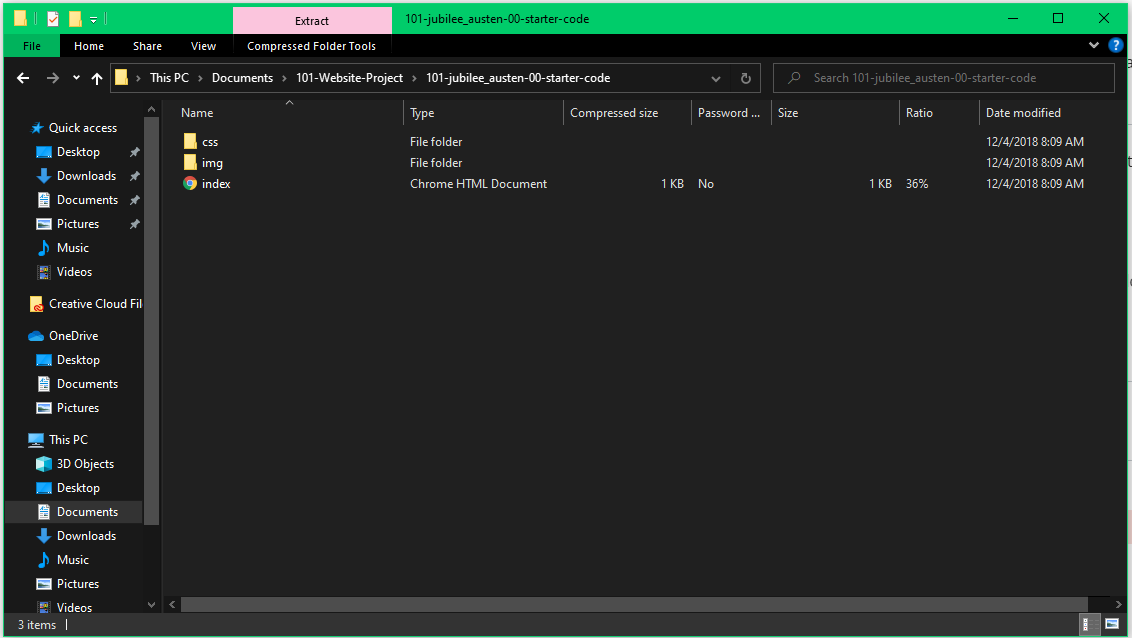 Extract
101-jubilee_austen-00-starter-code
File Home Share View Compressed Folder Tools
This PC Documents 101-Website-Project 101-jubilee_austen-00-starter-code
Search 101-jubilee_austen-00-starter-code
Name Type Compressed size Password ... Size Ratio Date modified
css File folder 12/4/2018 8:09 AM
img File folder 12/4/2018 8:09 AM
index Chrome HTML Document 1 KB No 1 KB 36% 12/4/2018 8:09 AM
Quick access
Desktop
Downloads
Documents
Pictures
Music
Videos
Creative Cloud Fil
OneDrive
Desktop
Documents
Pictures
This PC
3D Objects
Desktop
Documents
Downloads
Music
Pictures
Videos
3 items